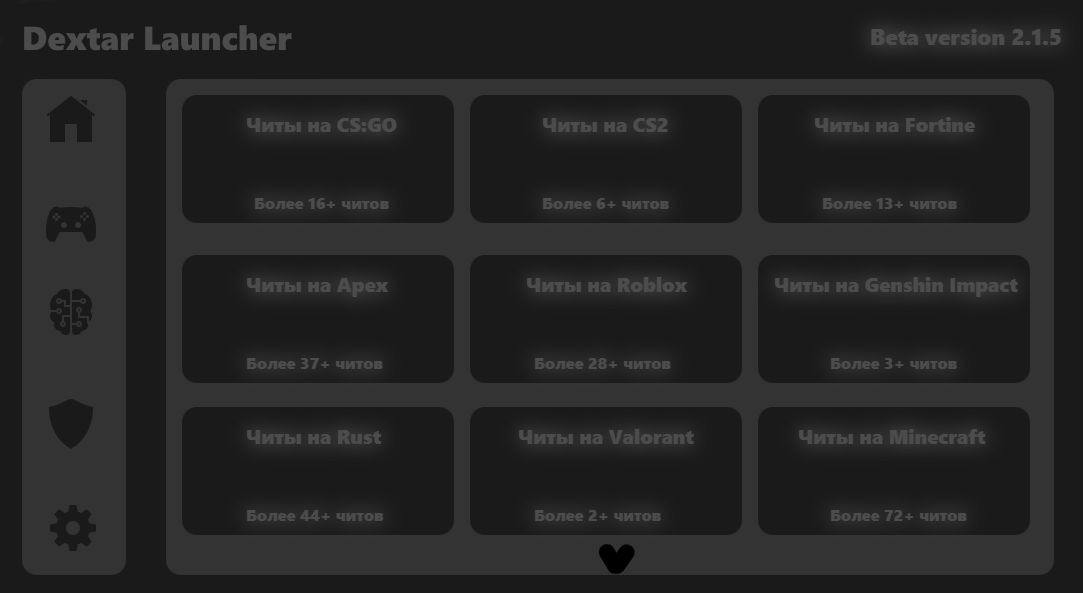 Dextar Launcher
Beta version 2.1.5
Читы на CS:GO
Более 16+ читов
Читы на CS2
Более 6+ читов
Читы на Fortine
Более 13+ читов
Читы на Apex
Более 37+ читов
Читы на Roblox
Более 28+ читов
Читы на Genshin Impact
Более 3+ читов
Читы на Rust
Более 44+ читов
Читы на Valorant
Более 2+ читов
Читы на Minecraft
Более 72+ читов